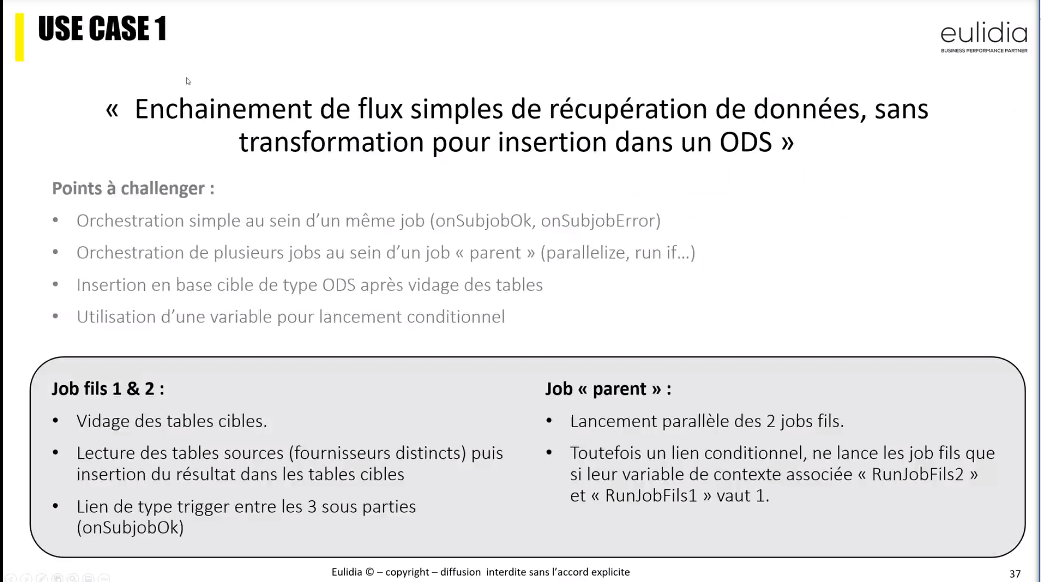 USE CASE 1
eulidia
BUSINESS PERFORMANCE PARTNER
« Enchainement de flux simples de récupération de données, sans
transformation pour insertion dans un ODS »
Points à challenger :
• Orchestration simple au sein d’un même job (onSubjobOk, onSubjobError)
• Orchestration de plusieurs jobs au sein d’un job « parent » (parallelize, run if…)
• Insertion en base cible de type ODS après vidage des tables
• Utilisation d’une variable pour lancement conditionnel
Job fils 1 & 2 :
• Vidage des tables cibles.
• Lecture des tables sources (fournisseurs distincts) puis
insertion du résultat dans les tables cibles
• Lien de type trigger entre les 3 sous parties
(onSubjobOk)
Job « parent » :
• Lancement parallèle des 2 jobs fils.
• Toutefois un lien conditionnel, ne lance les job fils que
si leur variable de contexte associée « RunJobFils2 »
et « RunJobFils1 » vaut 1.
Eulidia © – copyright – diffusion interdite sans l’accord explicite
37